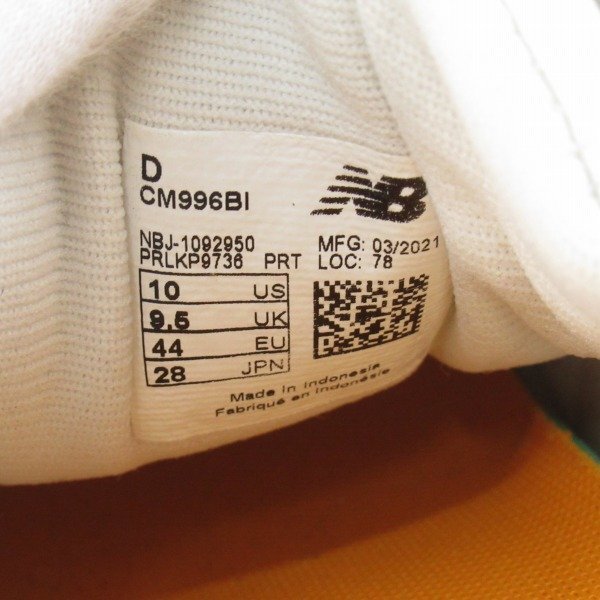 D
CM996BI
NB
NBJ-1092950
PRLKP9736 PRT
MFG: 03/2021
LOC: 78
10 US
9.5 UK
44 EU
28 JPN
Made in Indonesia
Fabriqué en Indonésie